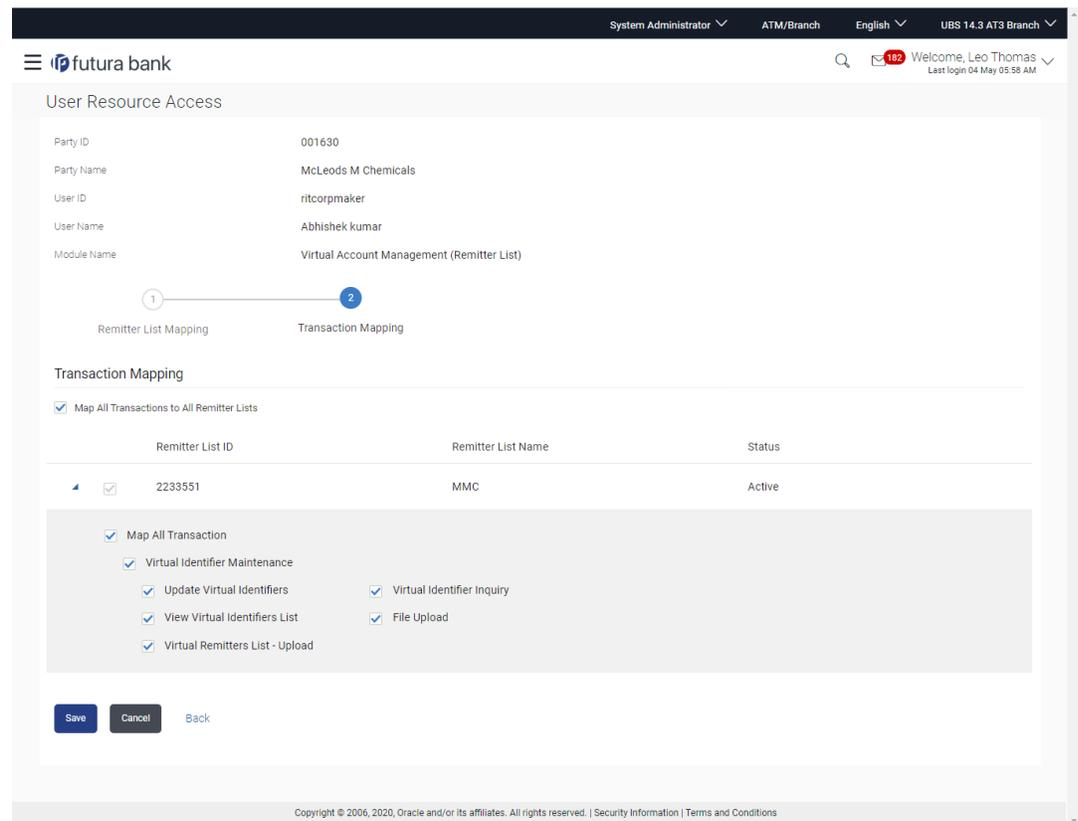 System Administrator ATM/Branch English UBS 14.3 AT3 Branch
futura bank 182 Welcome, Leo Thomas
Last login 04 May 05:58 AM
User Resource Access
Party ID 001630
Party Name McLeods M Chemicals
User ID ritcorpmaker
User Name Abhishek kumar
Module Name Virtual Account Management (Remitter List)
1 2
Remitter List Mapping Transaction Mapping
Transaction Mapping
Map All Transactions to All Remitter Lists
Remitter List ID Remitter List Name Status
2233551 MMC Active
Map All Transaction
Virtual Identifier Maintenance
Update Virtual Identifiers Virtual Identifier Inquiry
View Virtual Identifiers List File Upload
Virtual Remitters List - Upload
Save Cancel Back
Copyright © 2006, 2020, Oracle and/or its affiliates. All rights reserved. | Security Information | Terms and Conditions